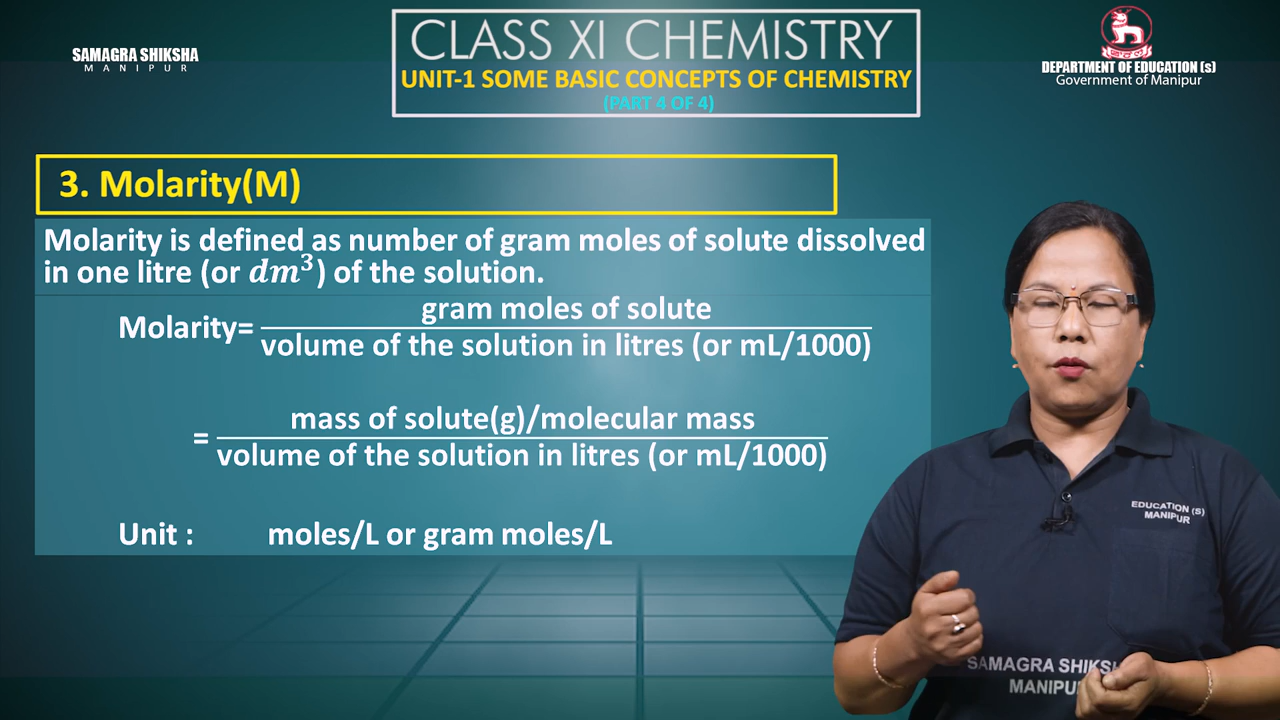 SAMAGRA SHIKSHA
MANIPUR
CLASS XI CHEMISTRY
UNIT-1 SOME BASIC CONCEPTS OF CHEMISTRY
(PART 4 OF 4)
DEPARTMENT OF EDUCATION (S)
Government of Manipur
3. Molarity(M)
Molarity is defined as number of gram moles of solute dissolved
in one litre (or dm³) of the solution.
Molarity= gram moles of solute
volume of the solution in litres (or mL/1000)
= mass of solute(g)/molecular mass
volume of the solution in litres (or mL/1000)
Unit : moles/L or gram moles/L
EDUCATION (S)
MANIPUR
SAMAGRA SHIKSH
MANIPU